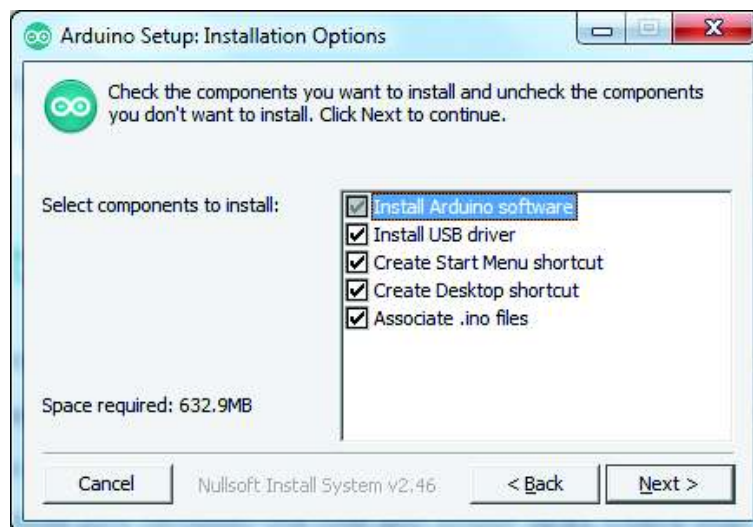 Arduino Setup: Installation Options
Check the components you want to install and uncheck the components
you don't want to install. Click Next to continue.
Select components to install:
Install Arduino software
Install USB driver
Create Start Menu shortcut
Create Desktop shortcut
Associate .ino files
Space required: 632.9MB
Cancel
Nullsoft Install System v2.46
< Back
Next >